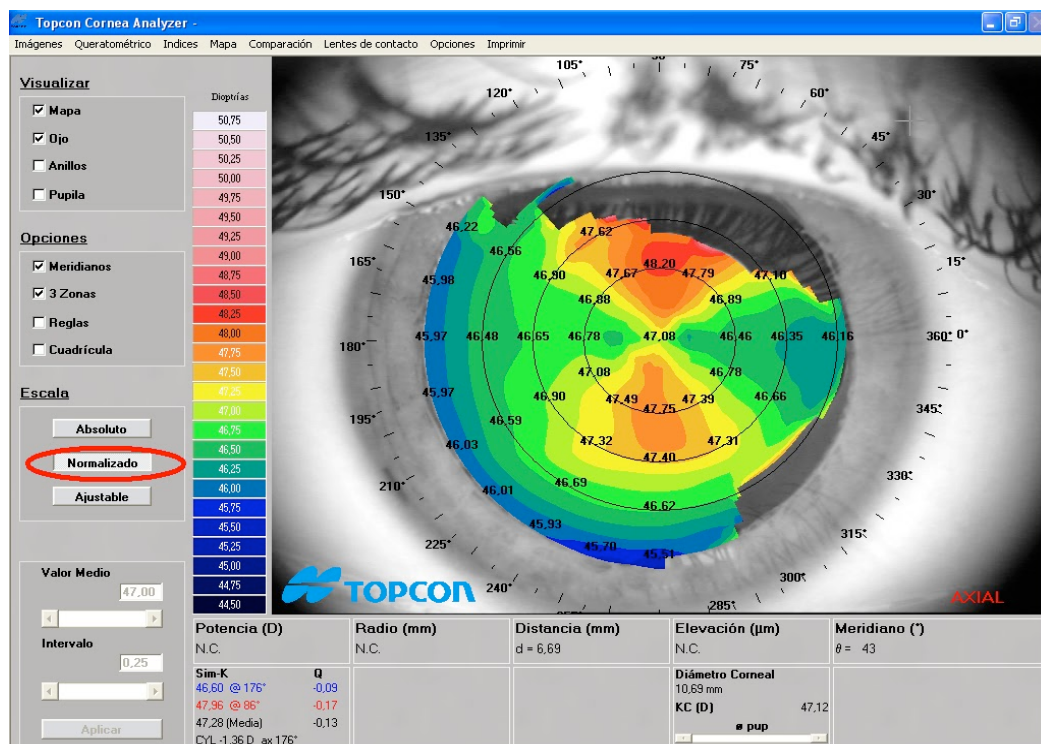 Topcon Cornea Analyzer -
Imágenes Queratométrico Indices Mapa Comparación Lentes de contacto Opciones Imprimir
Visualizar
Mapa
Ojo
Anillos
Pupila
Opciones
Meridianos
3 Zonas
Reglas
Cuadrícula
Escala
Absoluto
Normalizado
Ajustable
Valor Medio
47,00
Intervalo
0,25
Aplicar
Dioptrías
50,75
50,50
50,25
50,00
49,75
49,50
49,25
49,00
48,75
48,50
48,25
48,00
47,75
47,50
47,25
47,00
46,75
46,50
46,25
46,00
45,75
45,50
45,25
45,00
44,75
44,50
105° 75°
120° 60°
135° 45°
150° 30°
165° 15°
180° 360° 0°
195° 345°
210° 330°
225° 315°
240° 300°
285°
46,22 47,62
46,56 48,20
45,98 46,90 47,67 47,79 47,10
46,88 46,89
45,97 46,48 46,65 46,78 47,08 46,46 46,35 46,16
47,08 46,78
45,97 46,90 47,49 47,75 47,39 46,66
46,59
46,03 47,32 47,40 47,31
46,01 46,69 46,62
45,93
45,70 45,51
TOPCON
AXIAL
Potencia (D) Radio (mm) Distancia (mm) Elevación (µm) Meridiano (°)
N.C. N.C. d = 6,69 N.C. θ = 43
Sim-K Q
46,60 @ 176° -0,09
47,96 @ 86° -0,17
47,28 (Media) -0,13
CYL -1,36 D ax 176°
Diámetro Corneal
10,69 mm
KC (D) 47,12
ø pup